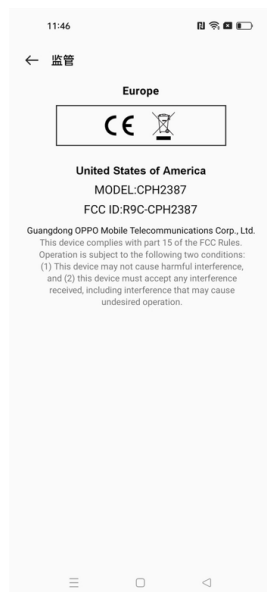 11:46
监管
Europe
CE
United States of America
MODEL:CPH2387
FCC ID:R9C-CPH2387
Guangdong OPPO Mobile Telecommunications Corp., Ltd.
This device complies with part 15 of the FCC Rules.
Operation is subject to the following two conditions:
(1) This device may not cause harmful interference,
and (2) this device must accept any interference
received, including interference that may cause
undesired operation.